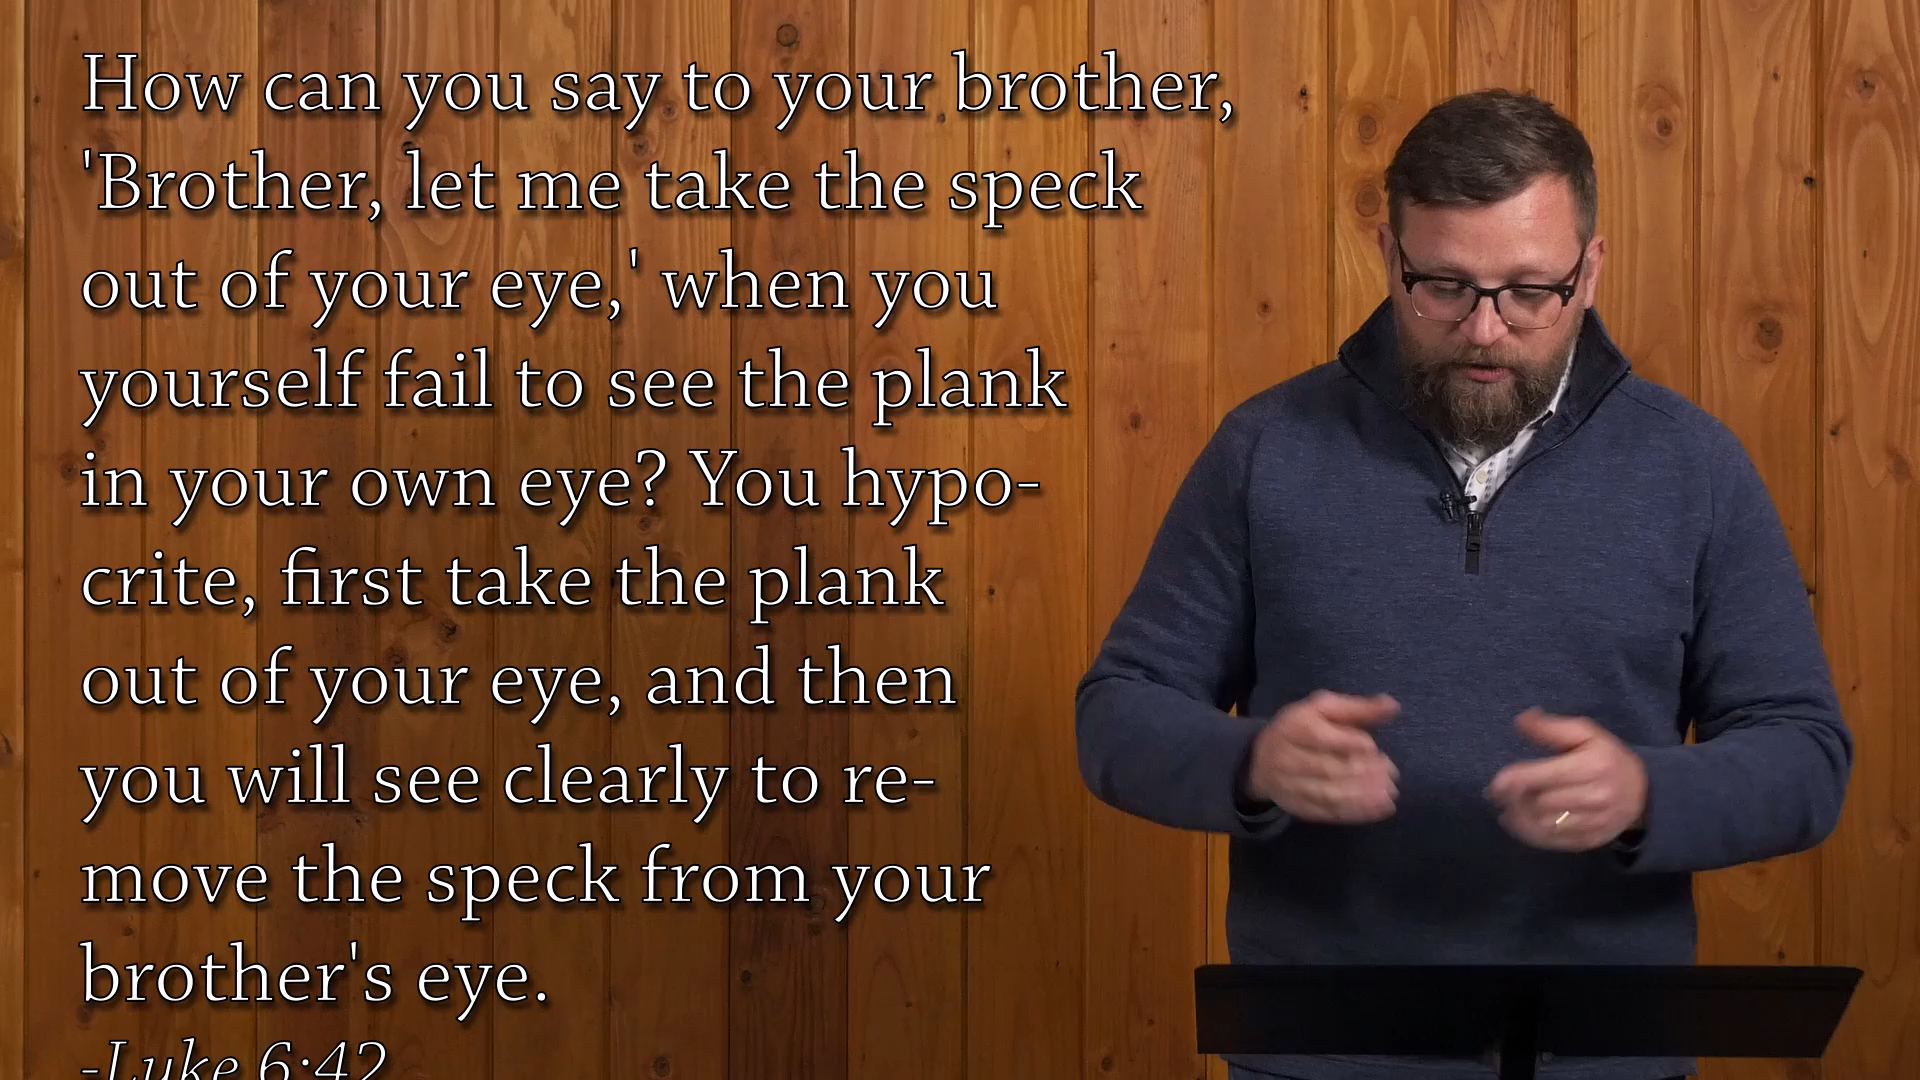 How can you say to your brother,
'Brother, let me take the speck
out of your eye,' when you
yourself fail to see the plank
in your own eye? You hypo-
crite, first take the plank
out of your eye, and then
you will see clearly to re-
move the speck from your
brother's eye.
-Luke 6:42